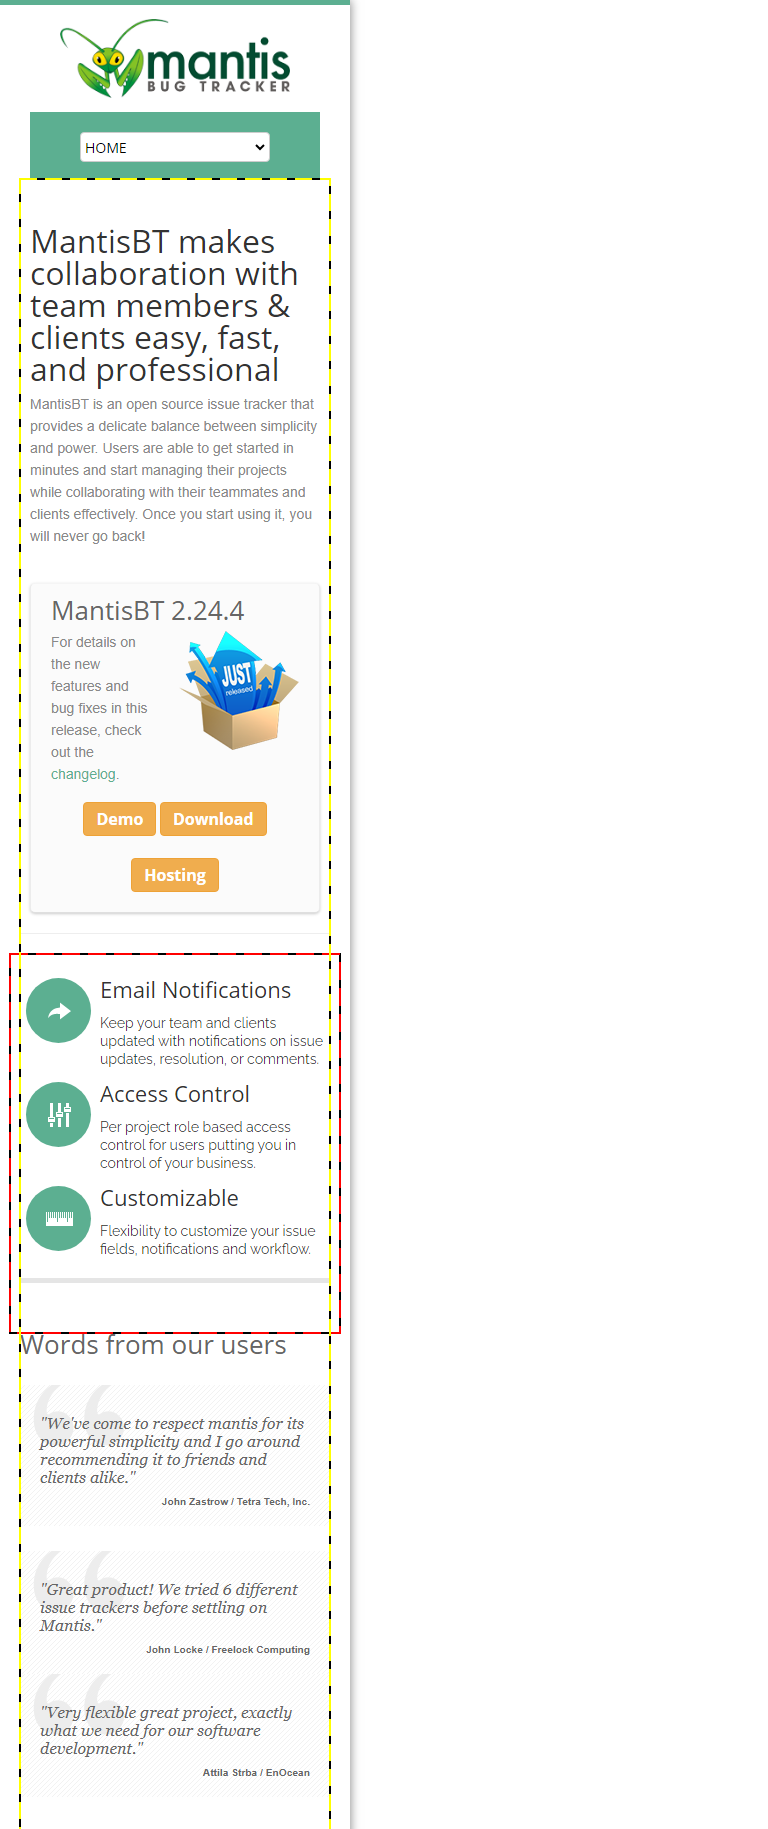 mantis
BUG TRACKER
HOME
MantisBT makes
collaboration with
team members &
clients easy, fast,
and professional
MantisBT is an open source issue tracker that
provides a delicate balance between simplicity
and power. Users are able to get started in
minutes and start managing their projects
while collaborating with their teammates and
clients effectively. Once you start using it, you
will never go back!
MantisBT 2.24.4
For details on
the new
features and
bug fixes in this
release, check
out the
changelog.
JUST
released
Demo Download
Hosting
Email Notifications
Keep your team and clients
updated with notifications on issue
updates, resolution, or comments.
Access Control
Per project role based access
control for users putting you in
control of your business.
Customizable
Flexibility to customize your issue
fields, notifications and workflow.
Words from our users
"We've come to respect mantis for its
powerful simplicity and I go around
recommending it to friends and
clients alike."
John Zastrow / Tetra Tech, Inc.
"Great product! We tried 6 different
issue trackers before settling on
Mantis."
John Locke / Freelock Computing
"Very flexible great project, exactly
what we need for our software
development."
Attila Strba / EnOcean